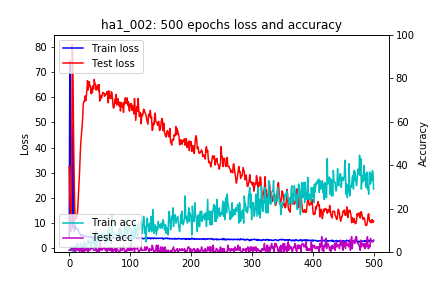 ha1_002: 500 epochs loss and accuracy
Train loss
Test loss
Train acc
Test acc
Loss
80
70
60
50
40
30
20
10
0
100
80
60
40
20
0
Accuracy
0 100 200 300 400 500